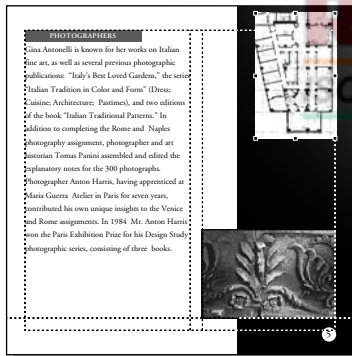 PHOTOGRAPHERS
Gina Antonelli is known for her works on Italian
fine art, as well as several previous photographic
publications: "Italy's Best Loved Gardens," the series
"Italian Tradition in Color and Form" (Dress;
Cuisine; Architecture; Pastimes), and two editions
of the book "Italian Traditional Patterns." In
addition to completing the Rome and Naples
photography assignment, photographer and art
historian Tomas Panini assembled and edited the
explanatory notes for the 300 photographs.
Photographer Anton Harris, having apprenticed at
Maria Guerra Atelier in Paris for seven years,
contributed his own unique insights to the Venice
and Rome assignments. In 1984 Mr. Anton Harris
won the Paris Exhibition Prize for his Design Study
photographic series, consisting of three books.
5